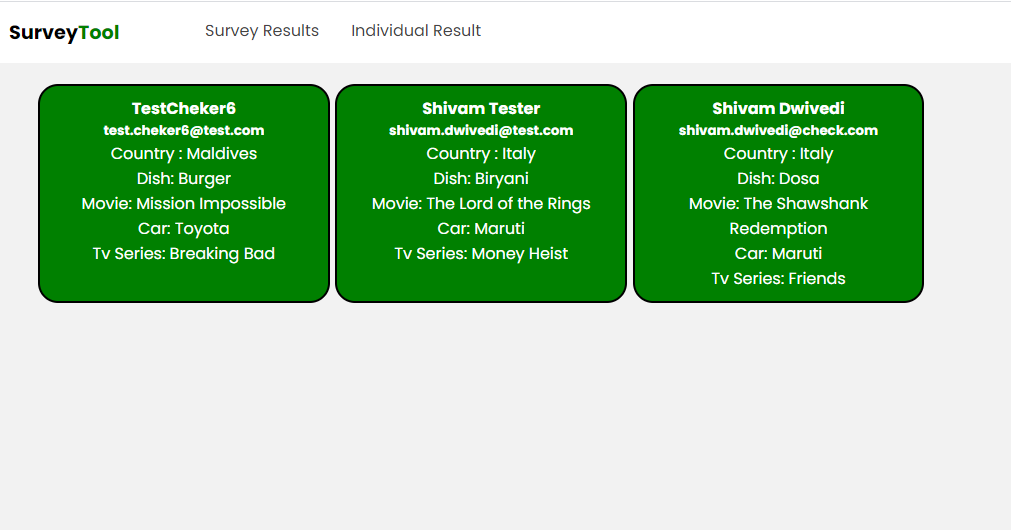 SurveyTool
Survey Results
Individual Result
TestCheker6
test.cheker6@test.com
Country : Maldives
Dish: Burger
Movie: Mission Impossible
Car: Toyota
Tv Series: Breaking Bad
Shivam Tester
shivam.dwivedi@test.com
Country : Italy
Dish: Biryani
Movie: The Lord of the Rings
Car: Maruti
Tv Series: Money Heist
Shivam Dwivedi
shivam.dwivedi@check.com
Country : Italy
Dish: Dosa
Movie: The Shawshank
Redemption
Car: Maruti
Tv Series: Friends